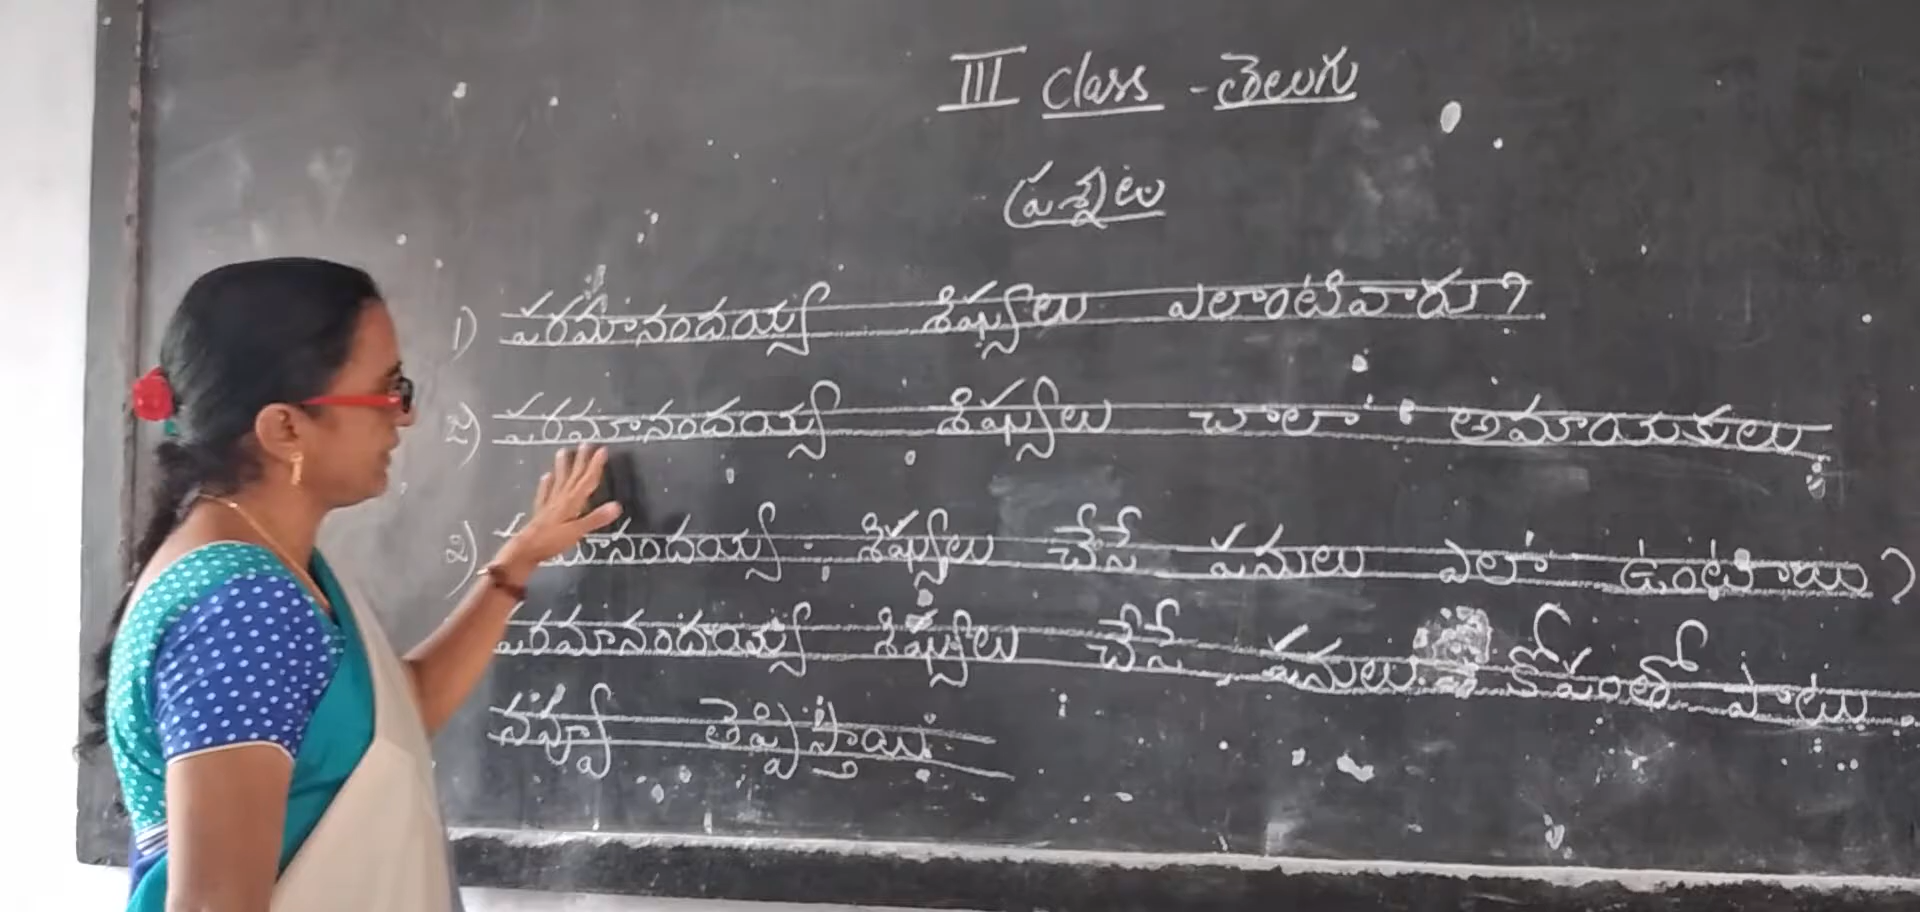 III Class - తెలుగు
ప్రశ్నలు
1) పరమానందయ్య శిష్యులు ఎలాంటివారు?
జ) పరమానందయ్య శిష్యులు చాలా అమాయకులు
2) మానందయ్య శిష్యులు చేసే పనులు ఎలా ఉంటాయి?
పరమానందయ్య శిష్యులు చేసే పనులు కోపంతో పాటు
నవ్వూ తెప్పిస్తాయి.